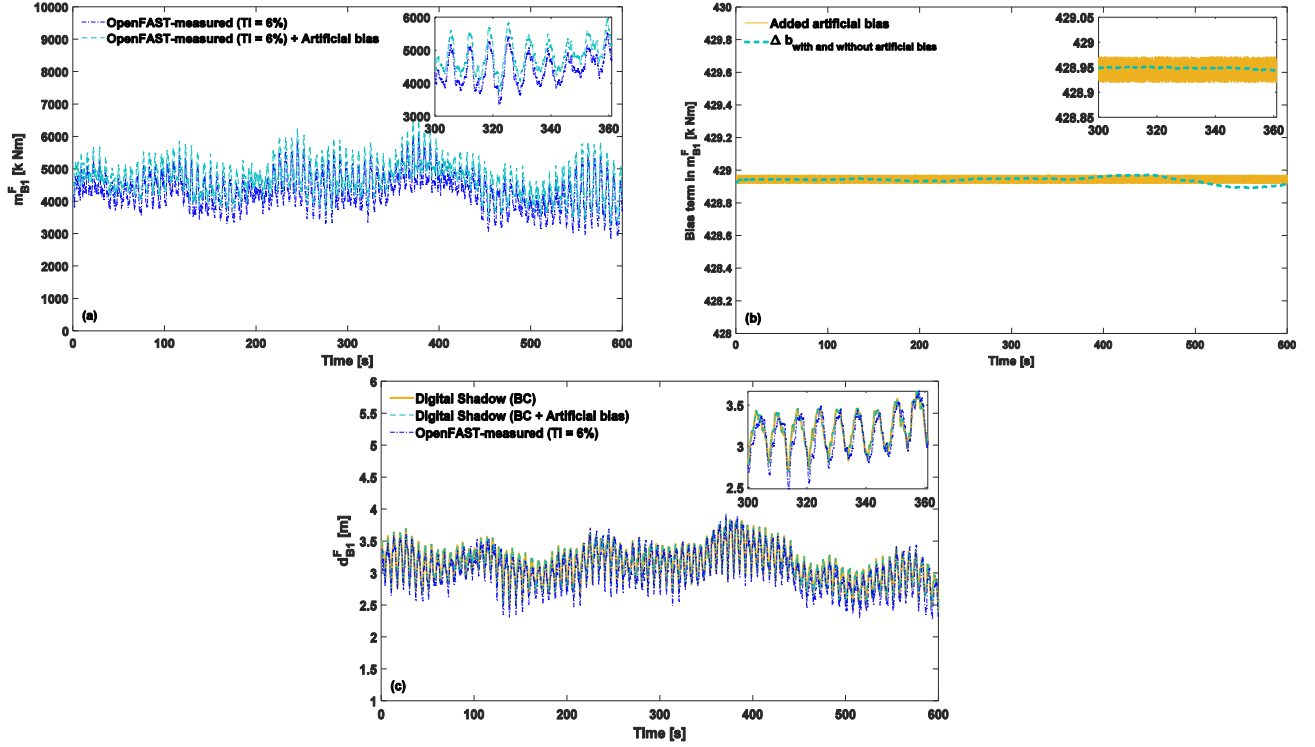 OpenFAST-measured (TI = 6%)
OpenFAST-measured (TI = 6%) + Artificial bias
10000
9000
8000
7000
6000
5000
4000
3000
2000
1000
0
m^F_B1 [k Nm]
6000
5000
4000
3000
300 320 340 360
(a)
0 100 200 300 400 500 600
Time [s]
Added artificial bias
Δ b with and without artificial bias
430
429.8
429.6
429.4
429.2
429
428.8
428.6
428.4
428.2
428
Bias term in m^F_B1 [k Nm]
429.05
429
428.95
428.9
428.85
300 320 340 360
(b)
0 100 200 300 400 500 600
Time [s]
Digital Shadow (BC)
Digital Shadow (BC + Artificial bias)
OpenFAST-measured (TI = 6%)
6
5.5
5
4.5
4
3.5
3
2.5
2
1.5
1
d^F_B1 [m]
3.5
3
2.5
300 320 340 360
(c)
0 100 200 300 400 500 600
Time [s]